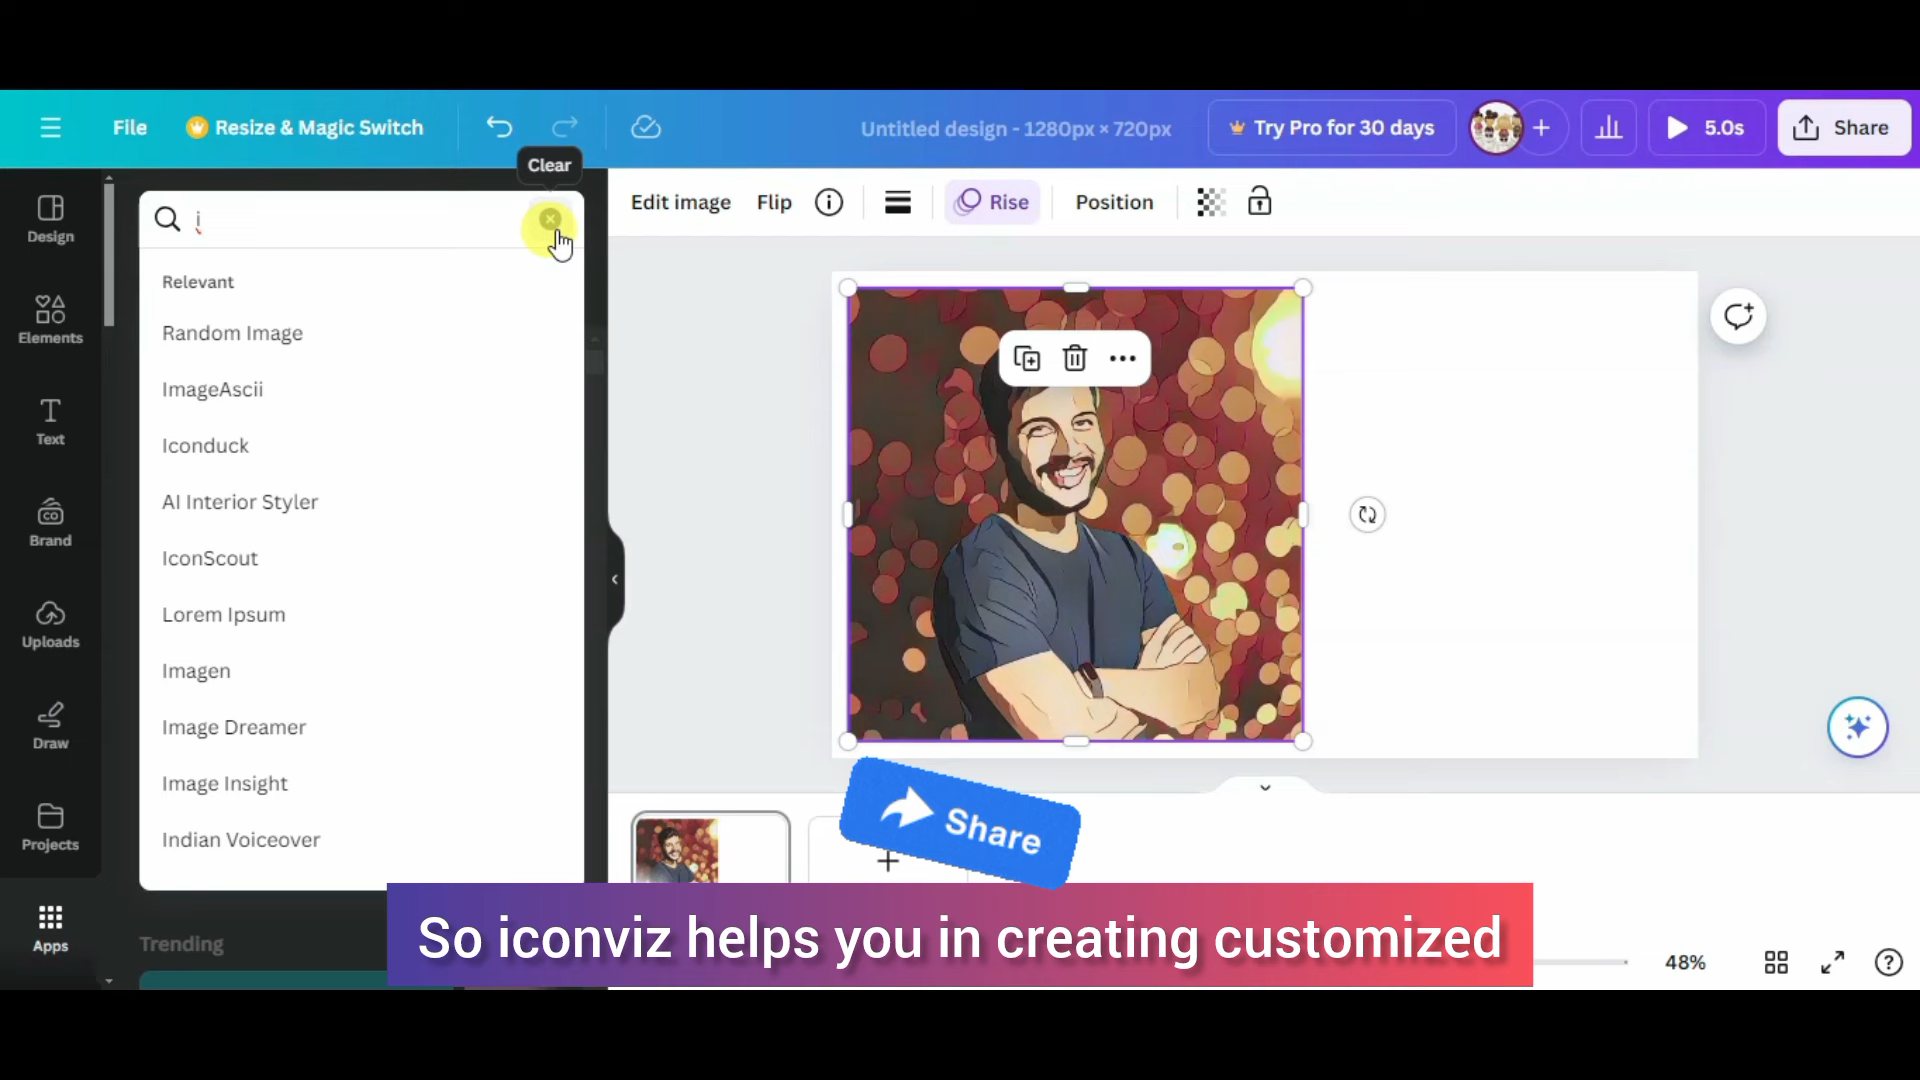 File
Resize & Magic Switch
Untitled design - 1280px × 720px
Try Pro for 30 days
5.0s
Share
Clear
i
Edit image
Flip
Rise
Position
Design
Elements
Text
Brand
Uploads
Draw
Projects
Apps
Relevant
Random Image
ImageAscii
Iconduck
AI Interior Styler
IconScout
Lorem Ipsum
Imagen
Image Dreamer
Image Insight
Indian Voiceover
Trending
Share
So iconviz helps you in creating customized
48%